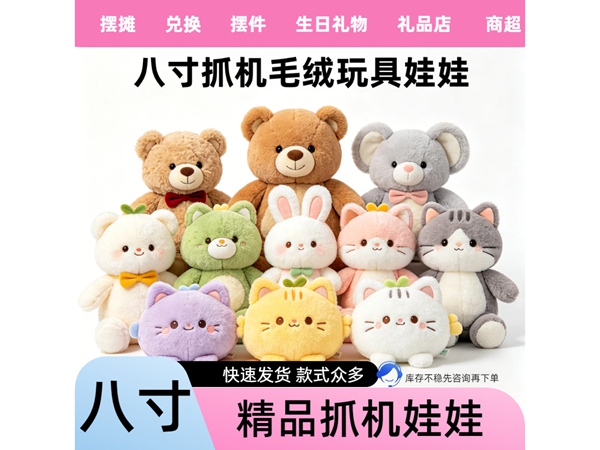 摆摊 兑换 摆件 生日礼物 礼品店 商超
八寸抓机毛绒玩具娃娃
快速发货 款式众多
库存不稳先咨询再下单
八寸
精品抓机娃娃